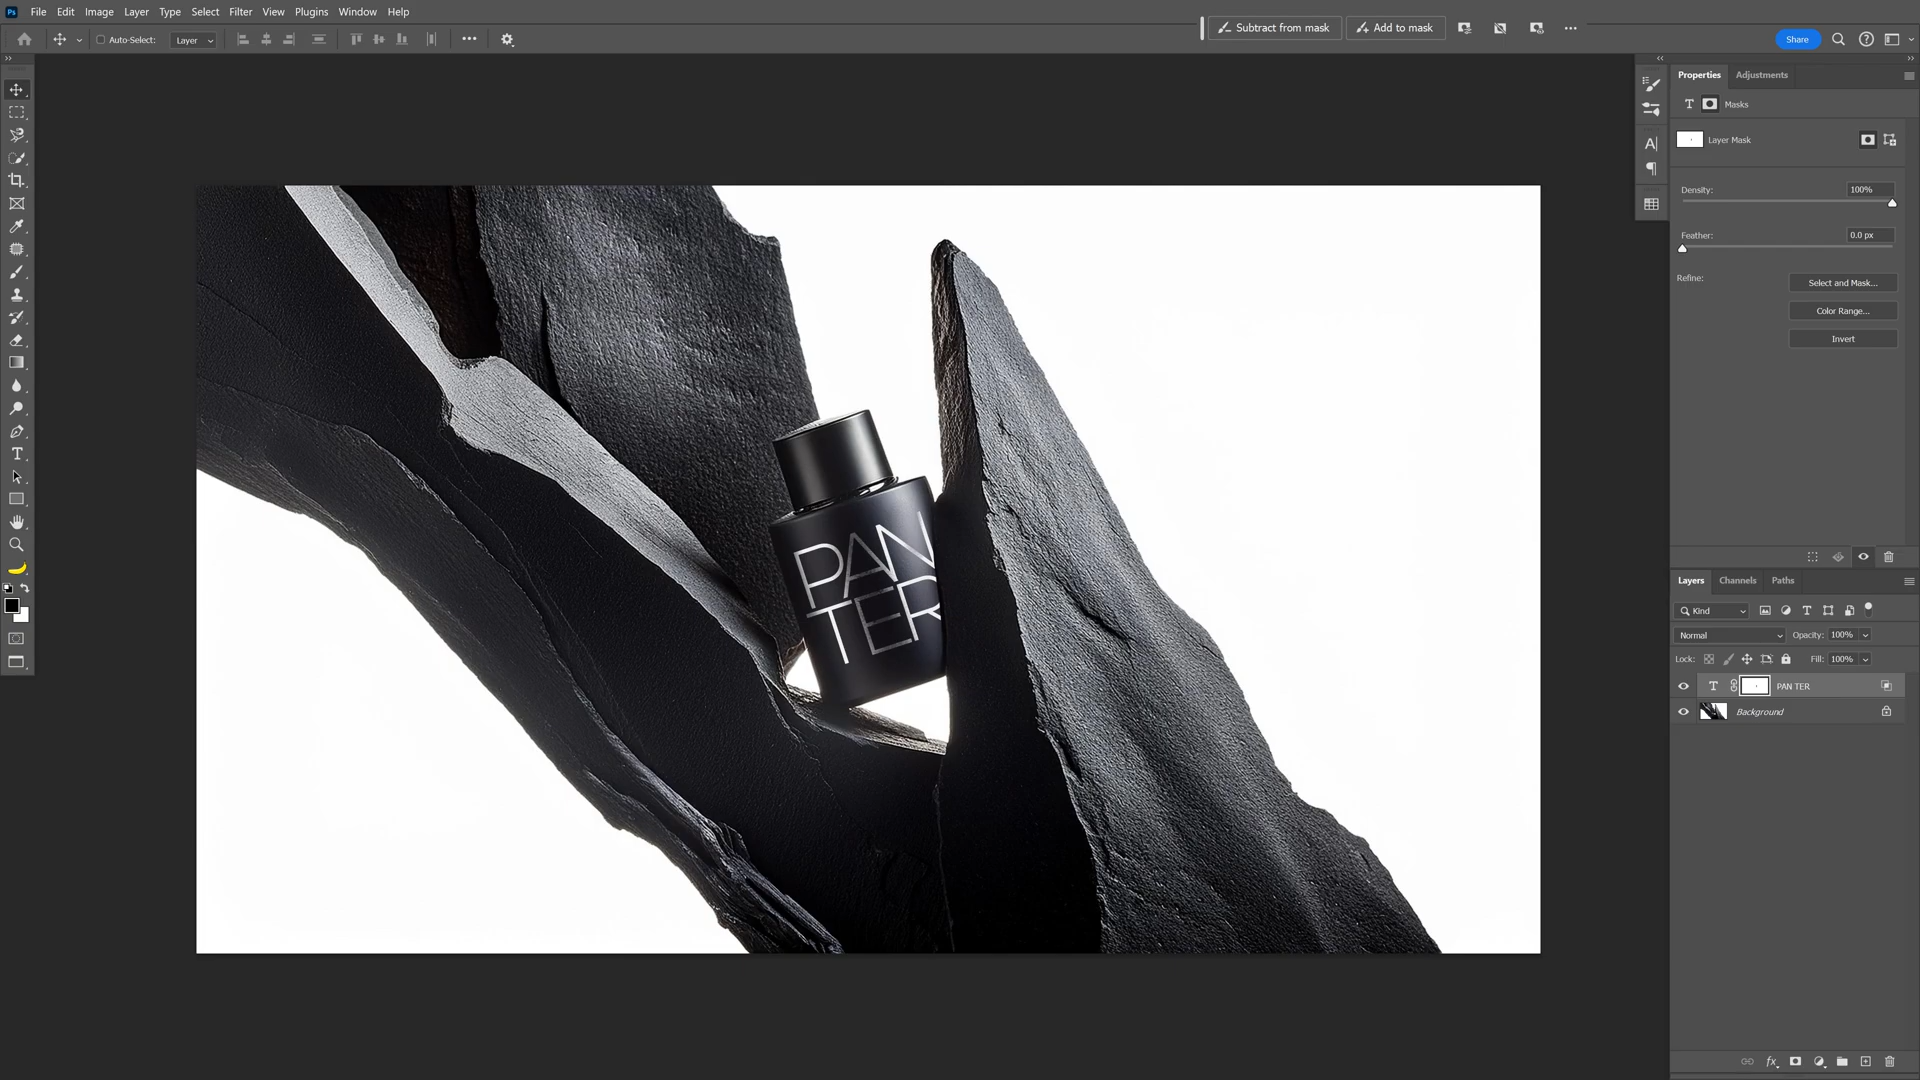 Ps File Edit Image Layer Type Select Filter View Plugins Window Help
Auto-Select: Layer
Subtract from mask Add to mask
Share
Properties Adjustments
T Masks
Layer Mask
Density: 100%
Feather: 0.0 px
Refine: Select and Mask...
Color Range...
Invert
PAN
TER
Layers Channels Paths
Kind
Normal Opacity: 100%
Lock: Fill: 100%
T PAN TER
Background
fx